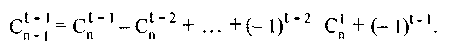 C_{n-1}^{t-1} = C_n^{t-1} - C_n^{t-2} + ... + (-1)^{t-2} C_n^1 + (-1)^{t-1}.